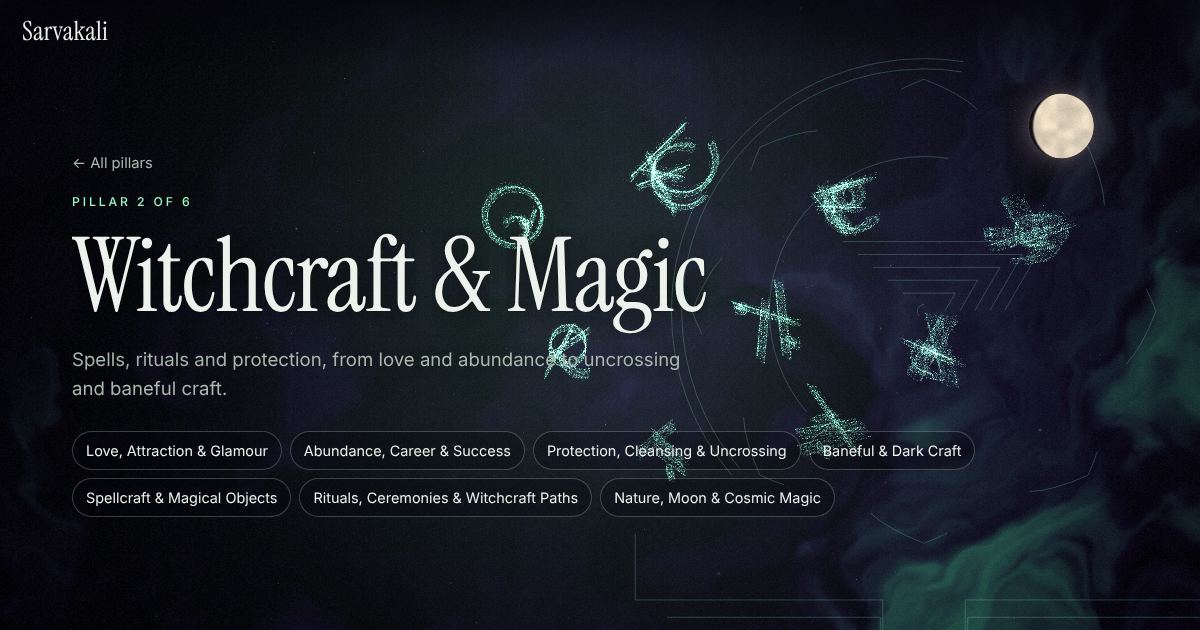 Sarvakali
← All pillars
PILLAR 2 OF 6
Witchcraft & Magic
Spells, rituals and protection, from love and abundance to uncrossing
and baneful craft.
Love, Attraction & Glamour
Abundance, Career & Success
Protection, Cleansing & Uncrossing
Baneful & Dark Craft
Spellcraft & Magical Objects
Rituals, Ceremonies & Witchcraft Paths
Nature, Moon & Cosmic Magic